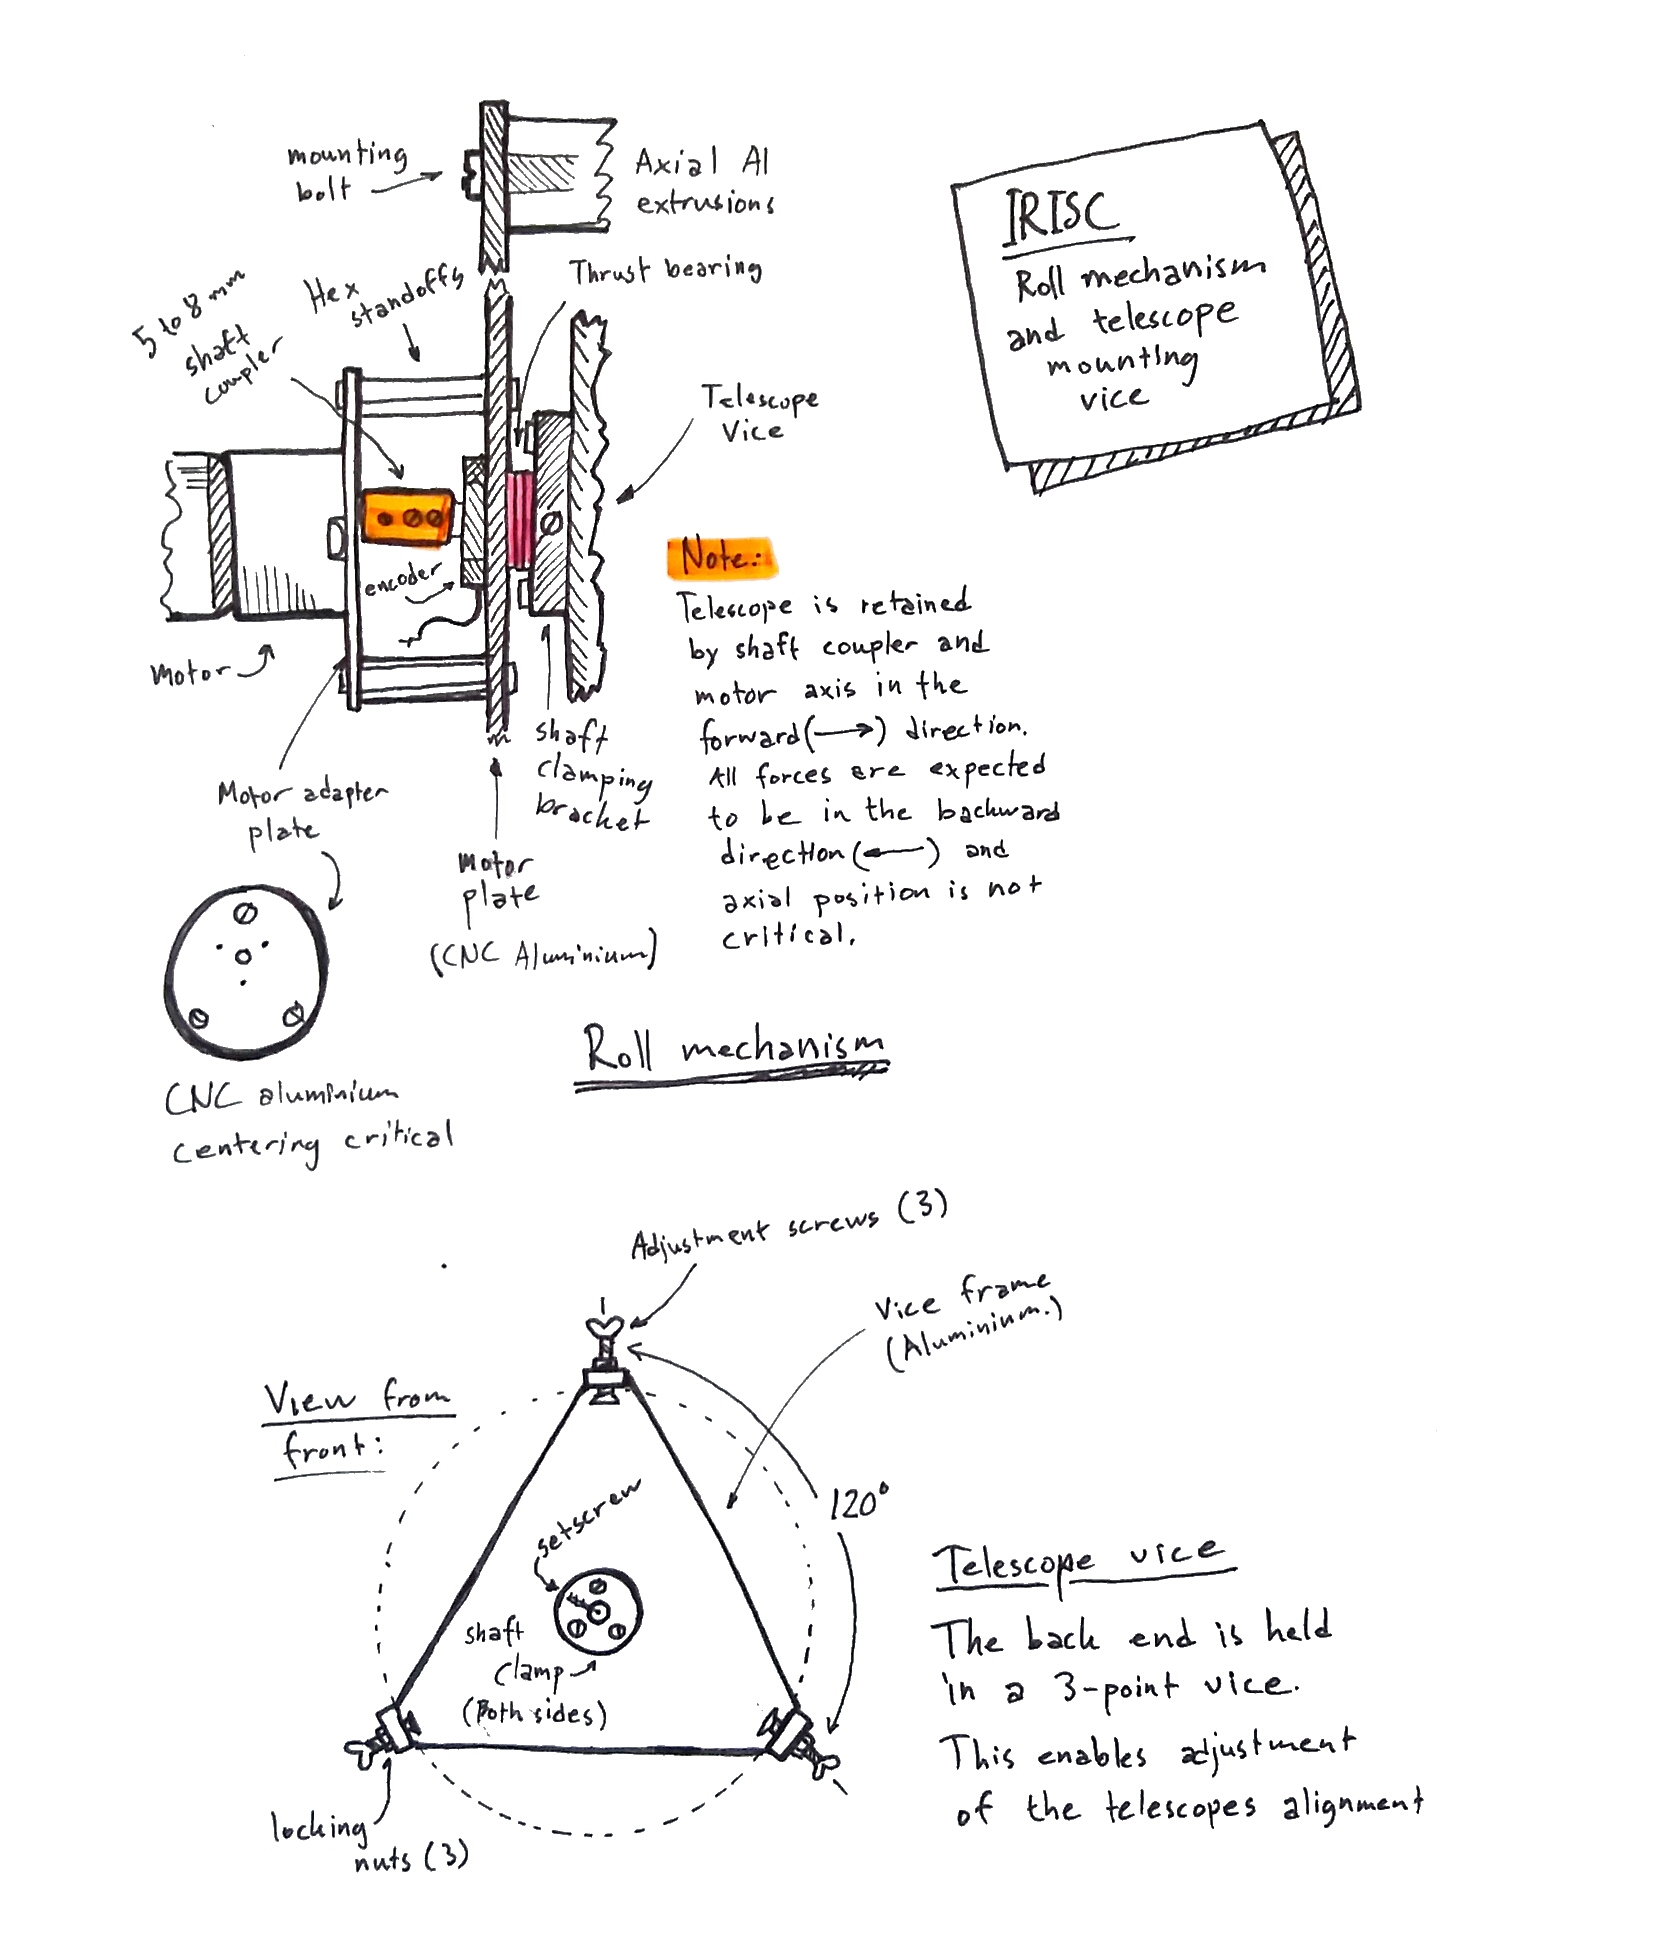 mounting
bolt
Axial Al
extrusions
IRISC
Roll mechanism
and telescope
mounting
vice
5 to 8 mm
shaft
coupler
Hex
standoffs
Thrust bearing
Telescope
Vice
encoder
Motor
Note:
Telescope is retained
by shaft coupler and
motor axis in the
forward (→) direction.
All forces are expected
to be in the backward
direction (←) and
axial position is not
critical.
shaft
clamping
bracket
Motor adapter
plate
Motor
plate
(CNC Aluminium)
CNC aluminium
centering critical
Roll mechanism
Adjustment screws (3)
Vice frame
(Aluminium.)
View from
front:
120°
setscrew
shaft
clamp
(Both sides)
locking
nuts (3)
Telescope vice
The back end is held
in a 3-point vice.
This enables adjustment
of the telescopes alignment